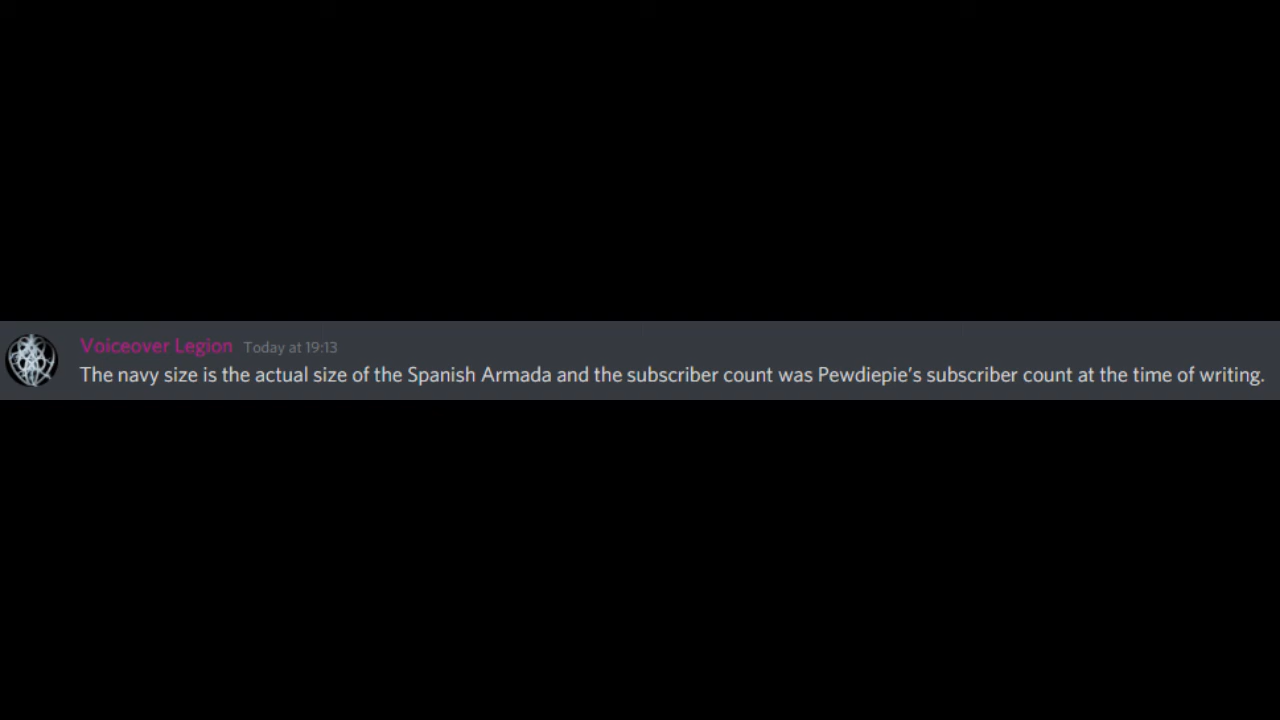 Voiceover Legion Today at 19:13
The navy size is the actual size of the Spanish Armada and the subscriber count was Pewdiepie's subscriber count at the time of writing.